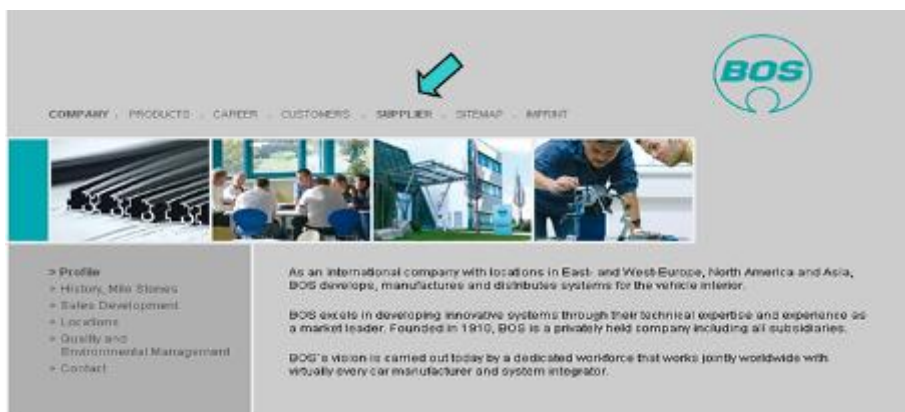 BOS
COMPANY . PRODUCTS . CAREER . CUSTOMERS . SUPPLIER . SITEMAP . IMPRINT
» Profile
» History, Mile Stones
» Sales Development
» Locations
» Quality and
Environmental Management
» Contact
As an international company with locations in East- and West-Europe, North America and Asia,
BOS develops, manufactures and distributes systems for the vehicle interior.
BOS excels in developing innovative systems through their technical expertise and experience as
a market leader. Founded in 1910, BOS is a privately held company including all subsidiaries.
BOS's vision is carried out today by a dedicated workforce that works jointly worldwide with
virtually every car manufacturer and system integrator.